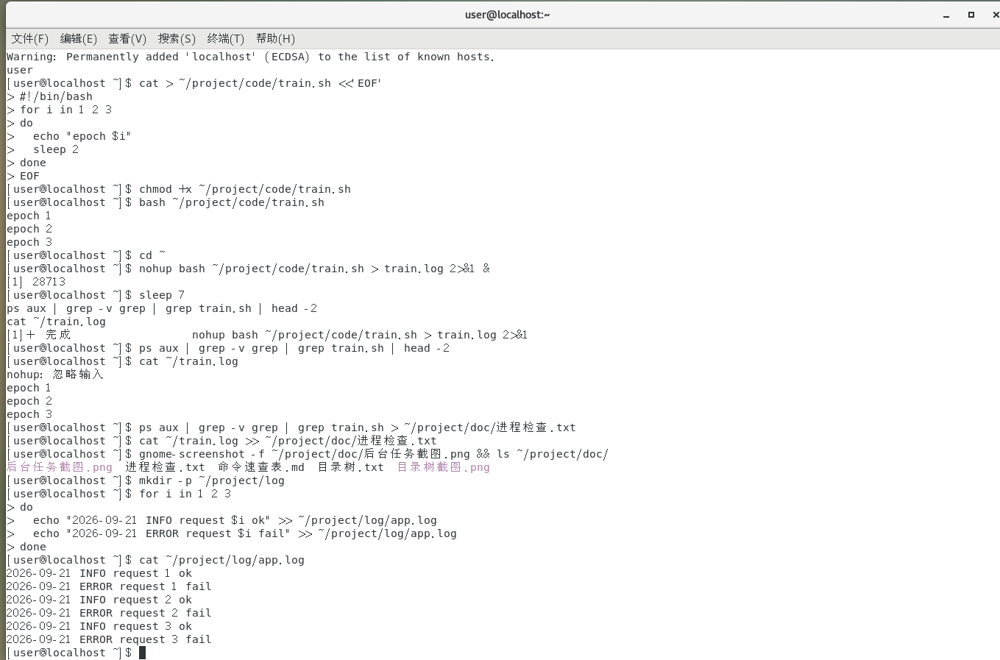 user@localhost:~
文件(F) 编辑(E) 查看(V) 搜索(S) 终端(T) 帮助(H)
Warning: Permanently added 'localhost' (ECDSA) to the list of known hosts.
user
[user@localhost ~]$ cat > ~/project/code/train.sh <<'EOF'
> #!/bin/bash
> for i in 1 2 3
> do
>   echo "epoch $i"
>   sleep 2
> done
> EOF
[user@localhost ~]$ chmod +x ~/project/code/train.sh
[user@localhost ~]$ bash ~/project/code/train.sh
epoch 1
epoch 2
epoch 3
[user@localhost ~]$ cd ~
[user@localhost ~]$ nohup bash ~/project/code/train.sh > train.log 2>&1 &
[1] 28713
[user@localhost ~]$ sleep 7
ps aux | grep -v grep | grep train.sh | head -2
cat ~/train.log
[1]+  完成                  nohup bash ~/project/code/train.sh > train.log 2>&1
[user@localhost ~]$ ps aux | grep -v grep | grep train.sh | head -2
[user@localhost ~]$ cat ~/train.log
nohup: 忽略输入
epoch 1
epoch 2
epoch 3
[user@localhost ~]$ ps aux | grep -v grep | grep train.sh > ~/project/doc/进程检查.txt
[user@localhost ~]$ cat ~/train.log >> ~/project/doc/进程检查.txt
[user@localhost ~]$ gnome-screenshot -f ~/project/doc/后台任务截图.png && ls ~/project/doc/
后台任务截图.png  进程检查.txt  命令速查表.md  目录树.txt  目录树截图.png
[user@localhost ~]$ mkdir -p ~/project/log
[user@localhost ~]$ for i in 1 2 3
> do
>   echo "2026-09-21 INFO request $i ok" >> ~/project/log/app.log
>   echo "2026-09-21 ERROR request $i fail" >> ~/project/log/app.log
> done
[user@localhost ~]$ cat ~/project/log/app.log
2026-09-21 INFO request 1 ok
2026-09-21 ERROR request 1 fail
2026-09-21 INFO request 2 ok
2026-09-21 ERROR request 2 fail
2026-09-21 INFO request 3 ok
2026-09-21 ERROR request 3 fail
[user@localhost ~]$